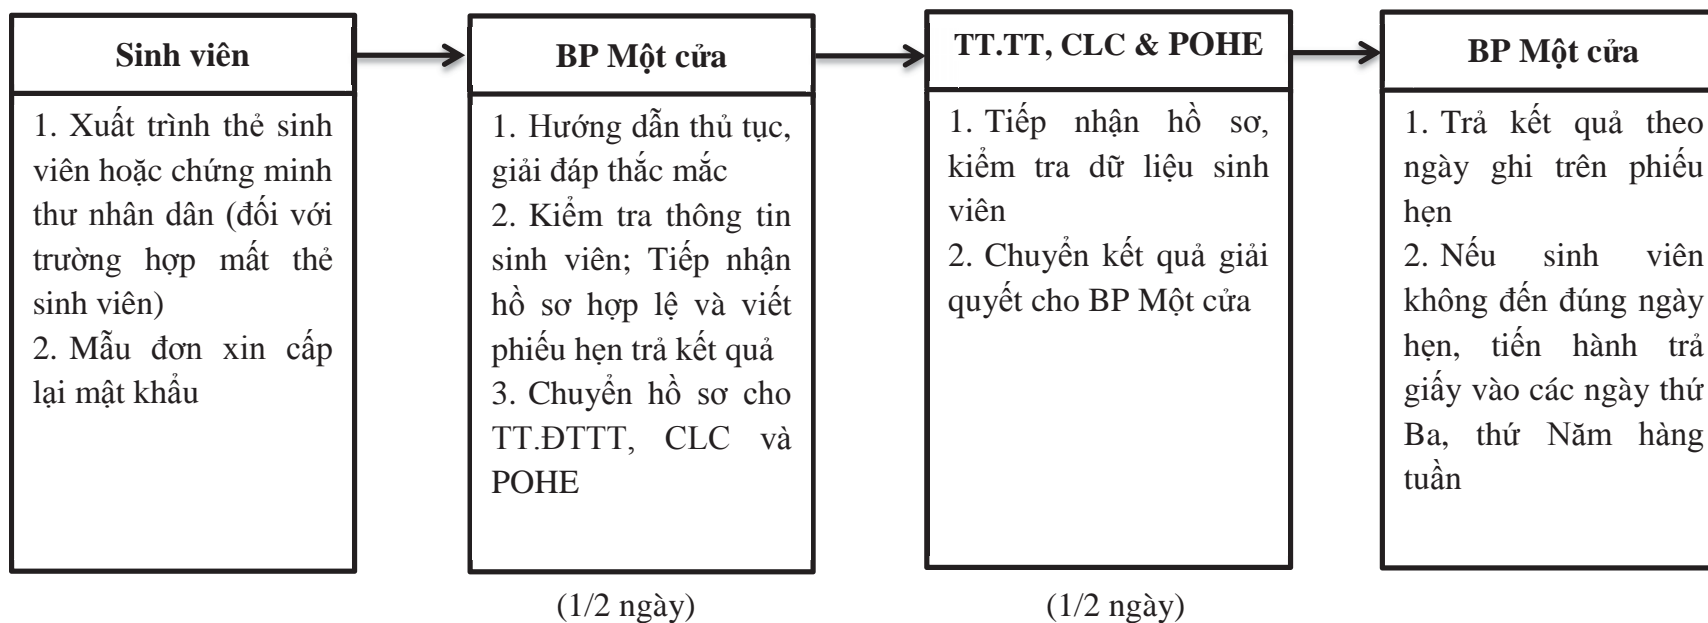 Sinh viên
1. Xuất trình thẻ sinh
viên hoặc chứng minh
thư nhân dân (đối với
trường hợp mất thẻ
sinh viên)
2. Mẫu đơn xin cấp
lại mật khẩu
BP Một cửa
1. Hướng dẫn thủ tục,
giải đáp thắc mắc
2. Kiểm tra thông tin
sinh viên; Tiếp nhận
hồ sơ hợp lệ và viết
phiếu hẹn trả kết quả
3. Chuyển hồ sơ cho
TT.ĐTTT, CLC và
POHE
(1/2 ngày)
TT.TT, CLC & POHE
1. Tiếp nhận hồ sơ,
kiểm tra dữ liệu sinh
viên
2. Chuyển kết quả giải
quyết cho BP Một cửa
(1/2 ngày)
BP Một cửa
1. Trả kết quả theo
ngày ghi trên phiếu
hẹn
2. Nếu sinh viên
không đến đúng ngày
hẹn, tiến hành trả
giấy vào các ngày thứ
Ba, thứ Năm hàng
tuần